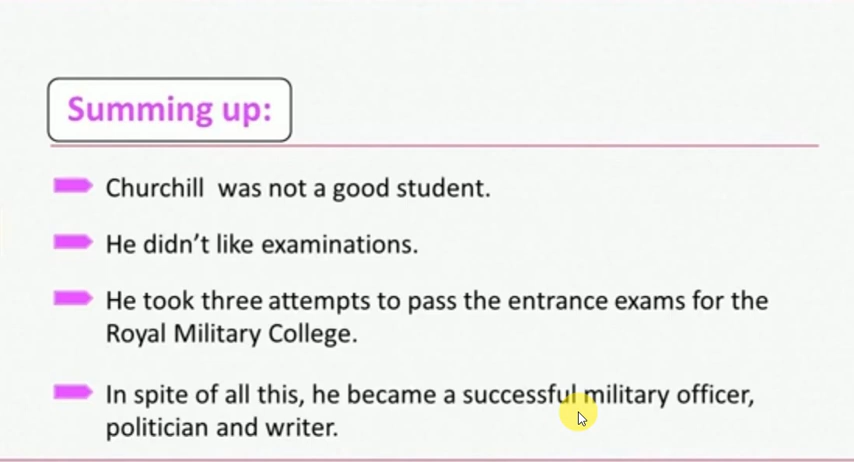 Summing up:
Churchill was not a good student.
He didn't like examinations.
He took three attempts to pass the entrance exams for the
Royal Military College.
In spite of all this, he became a successful military officer,
politician and writer.